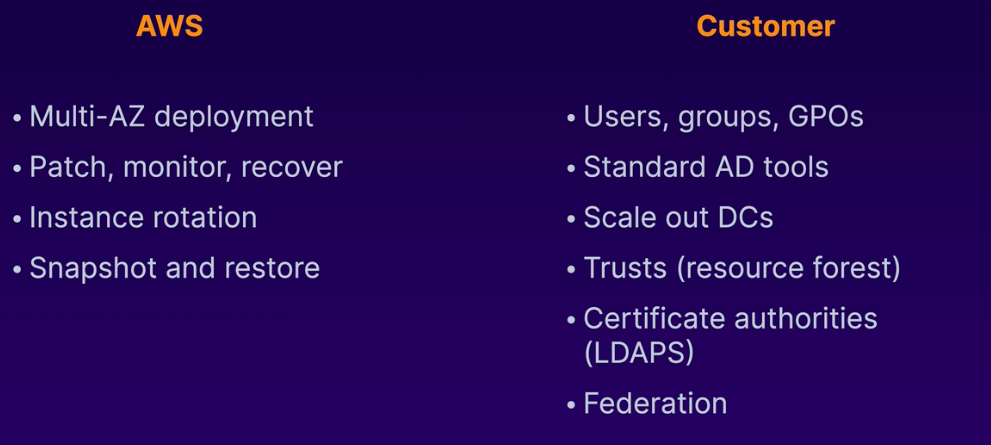 AWS
• Multi-AZ deployment
• Patch, monitor, recover
• Instance rotation
• Snapshot and restore
Customer
• Users, groups, GPOs
• Standard AD tools
• Scale out DCs
• Trusts (resource forest)
• Certificate authorities
(LDAPS)
• Federation